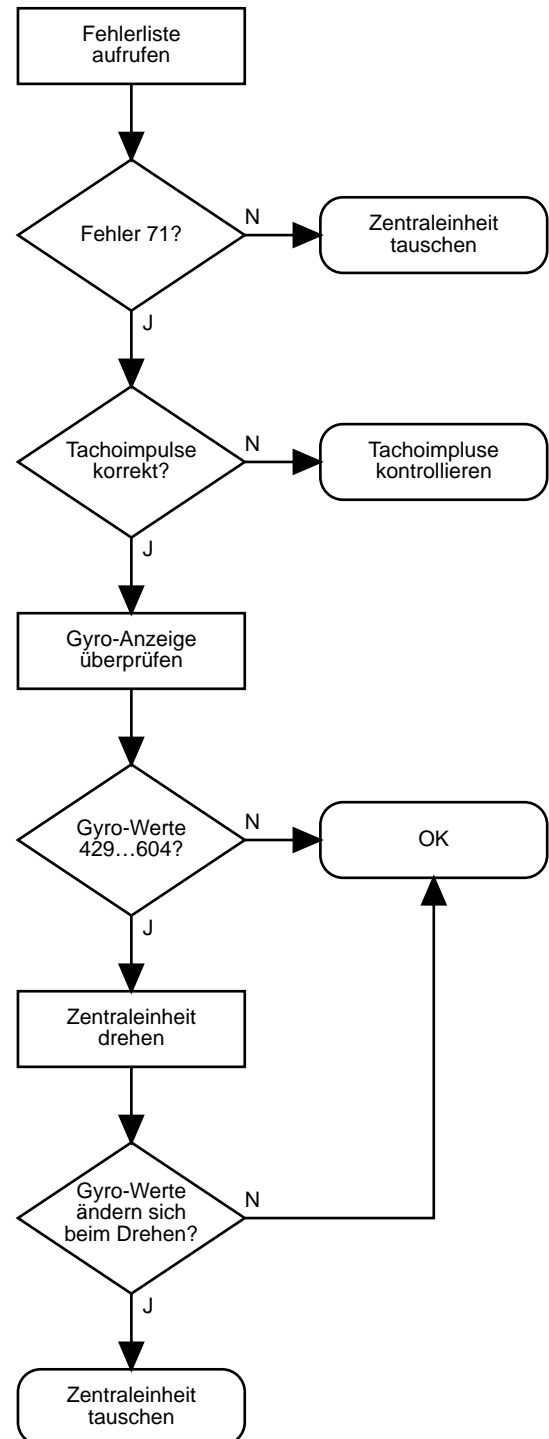 Fehlerliste
aufrufen
Fehler 71?
N
Zentraleinheit
tauschen
J
Tachoimpulse
korrekt?
N
Tachoimpluse
kontrollieren
J
Gyro-Anzeige
überprüfen
Gyro-Werte
429...604?
N
OK
J
Zentraleinheit
drehen
Gyro-Werte
ändern sich
beim Drehen?
N
J
Zentraleinheit
tauschen